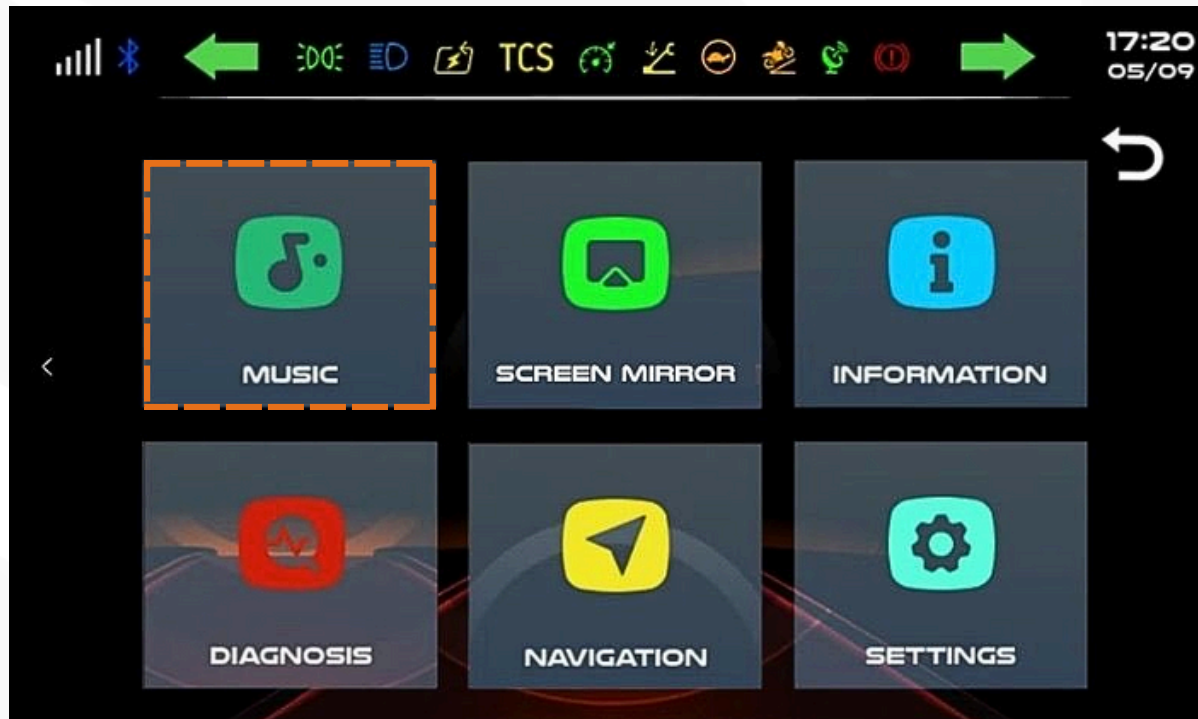 TCS
17:20
05/09
MUSIC
SCREEN MIRROR
INFORMATION
DIAGNOSIS
NAVIGATION
SETTINGS